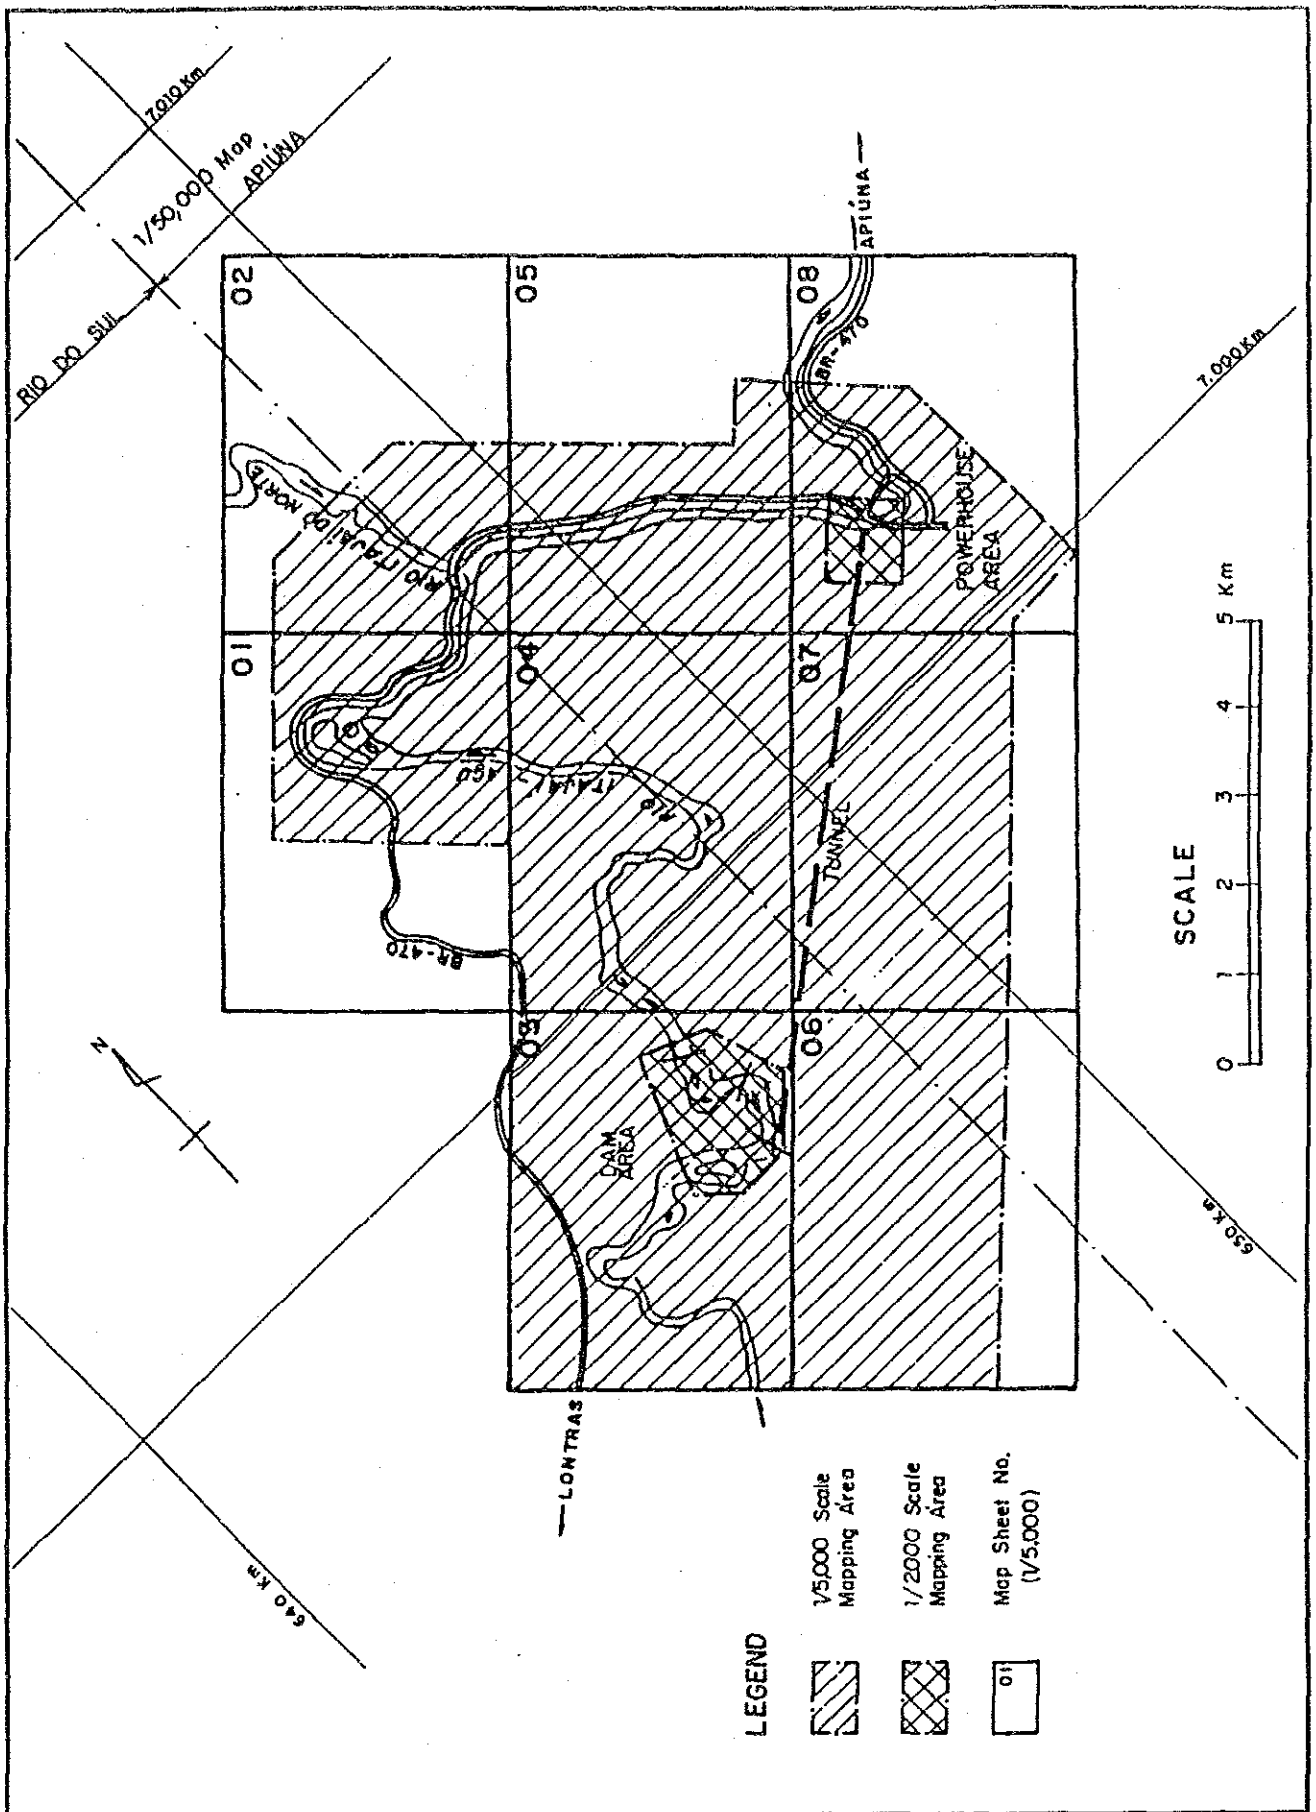 RIO DO SUL
1/50,000 Map
APIÚNA
7,010 Km
N
01
02
RIO ITAJAÍ DO NORTE
BR-470
03
04
05
RIO
ITAJAÍ
AÇU
DAM
AREA
06
07
08
TUNNEL
BR-470
APIÚNA
POWERHOUSE
AREA
LONTRAS
640 Km
650 Km
7,000 Km
LEGEND
1/5,000 Scale
Mapping Área
1/2000 Scale
Mapping Área
01
Map Sheet No.
(1/5,000)
SCALE
0 1 2 3 4 5 Km